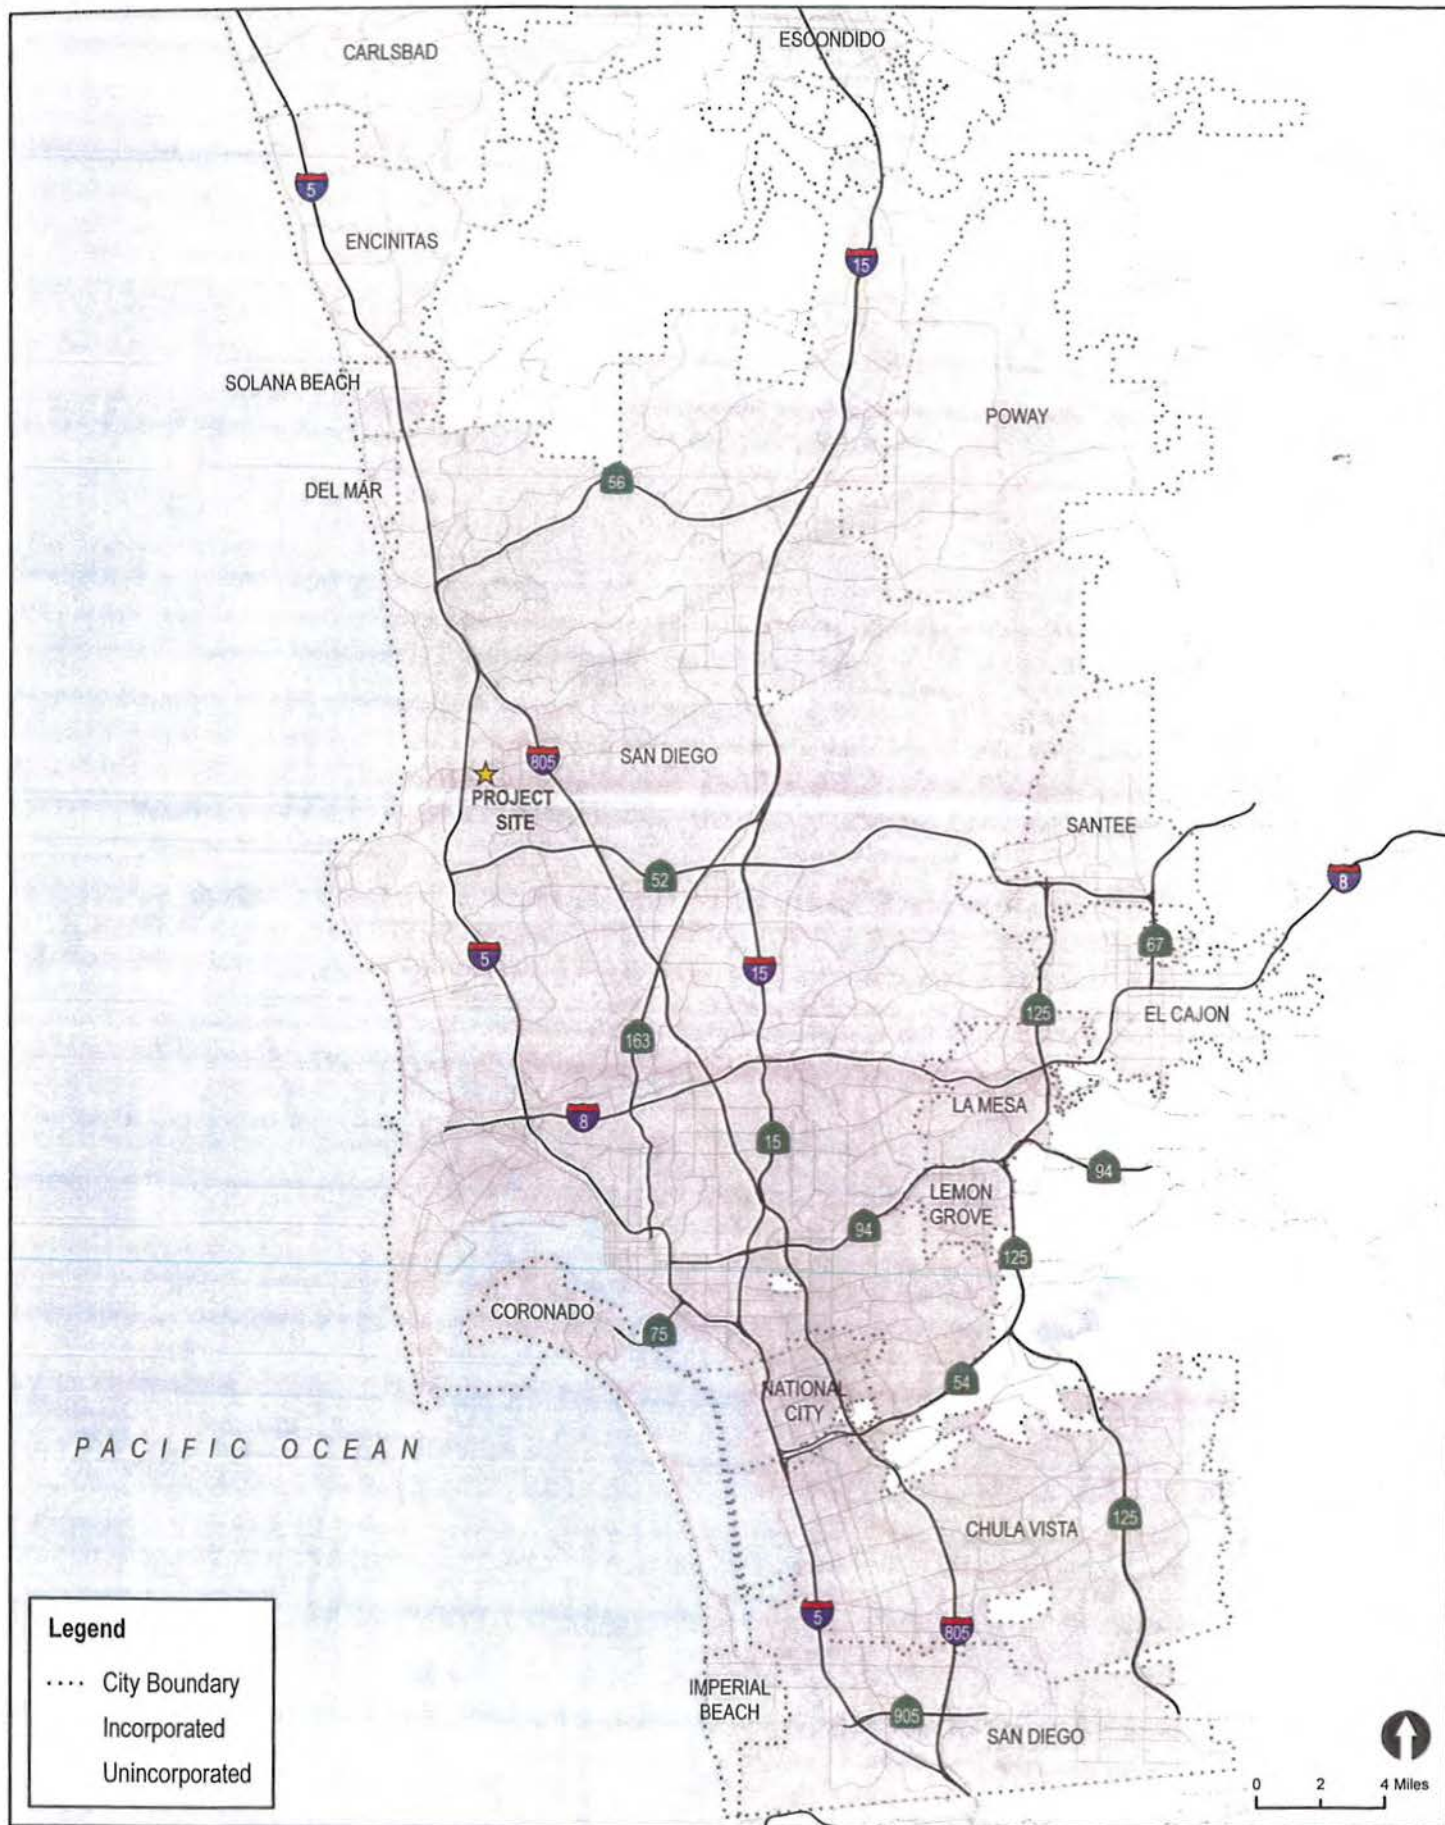 CARLSBAD
ESCONDIDO
5
ENCINITAS
15
SOLANA BEACH
POWAY
56
DEL MAR
805
SAN DIEGO
PROJECT
SITE
SANTEE
52
8
5
15
67
163
125
EL CAJON
8
LA MESA
15
94
LEMON
GROVE
94
125
CORONADO
75
54
NATIONAL
CITY
PACIFIC OCEAN
125
CHULA VISTA
5
805
IMPERIAL
BEACH
905
SAN DIEGO
Legend
City Boundary
Incorporated
Unincorporated
0 2 4 Miles